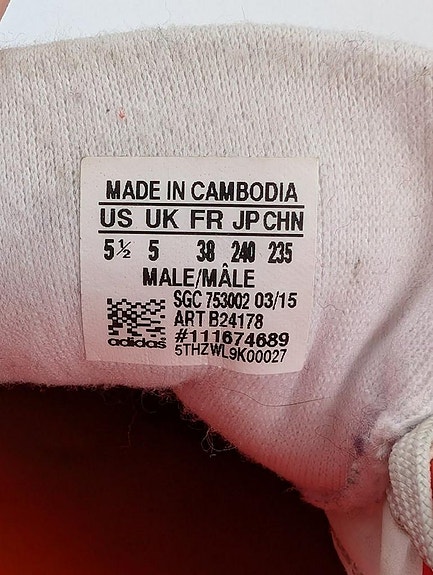 MADE IN CAMBODIA
US UK FR JP CHN
5½ 5 38 240 235
MALE/MÂLE
SGC 753002 03/15
ART B24178
#111674689
5THZWL9K00027
adidas